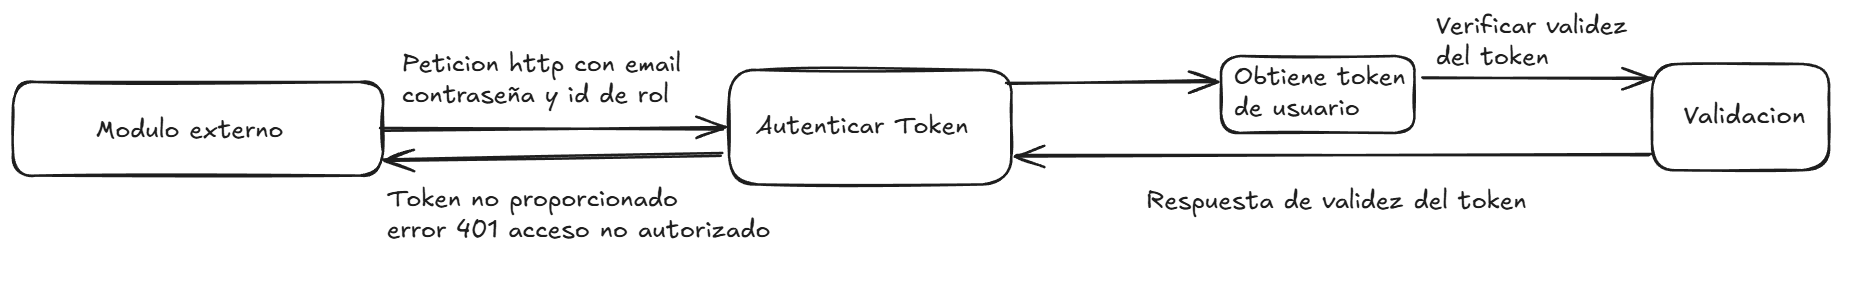 Modulo externo
Peticion http con email
contraseña y id de rol
Token no proporcionado
error 401 acceso no autorizado
Autenticar Token
Obtiene token
de usuario
Verificar validez
del token
Validacion
Respuesta de validez del token